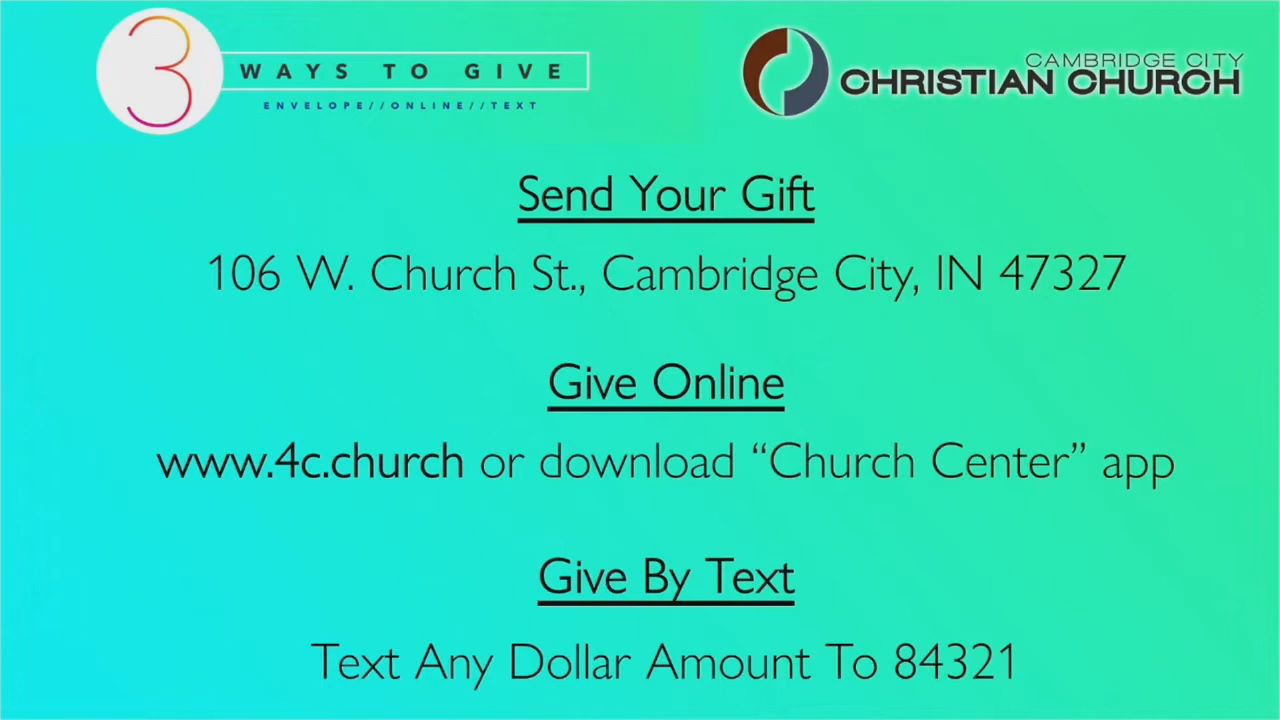 3 WAYS TO GIVE
ENVELOPE//ONLINE//TEXT
CAMBRIDGE CITY
CHRISTIAN CHURCH
Send Your Gift
106 W. Church St., Cambridge City, IN 47327
Give Online
www.4c.church or download “Church Center” app
Give By Text
Text Any Dollar Amount To 84321